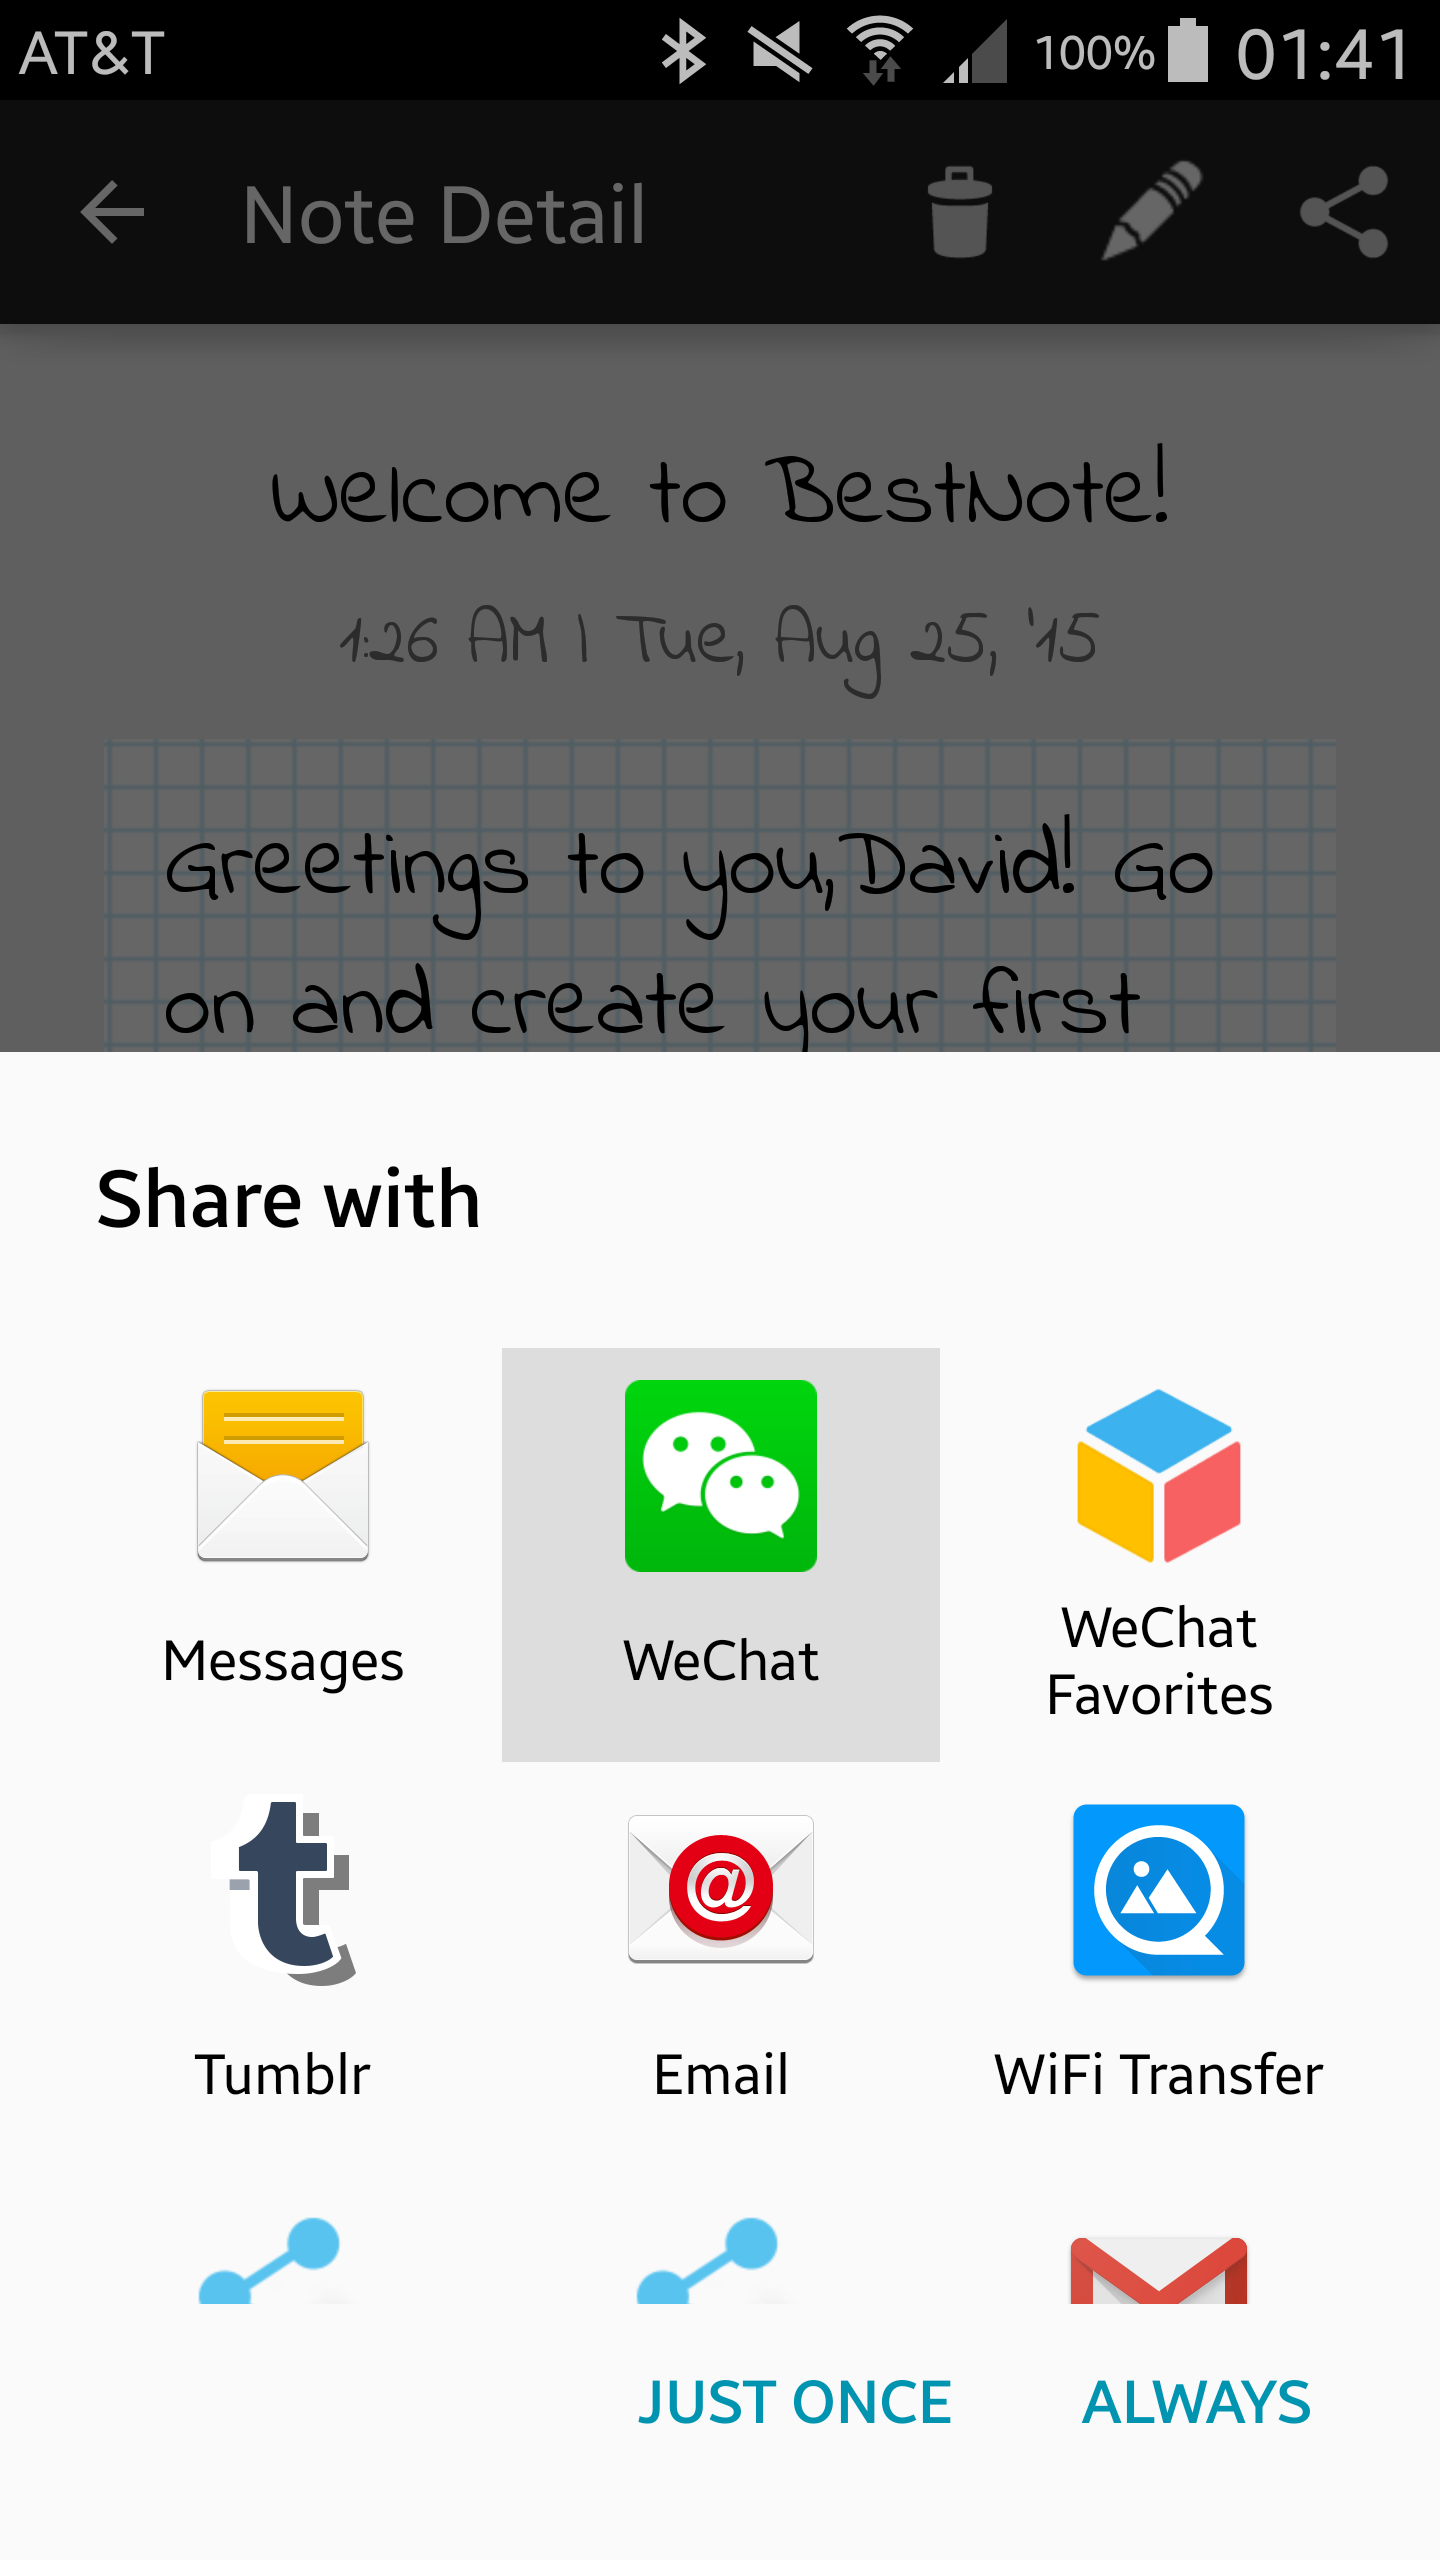 AT&T 100% 01:41
Note Detail
Welcome to BestNote!
1:26 AM | Tue, Aug 25, '15
Greetings to you,David! Go
on and create your first
Share with
Messages
WeChat
WeChat
Favorites
Tumblr
Email
WiFi Transfer
JUST ONCE
ALWAYS